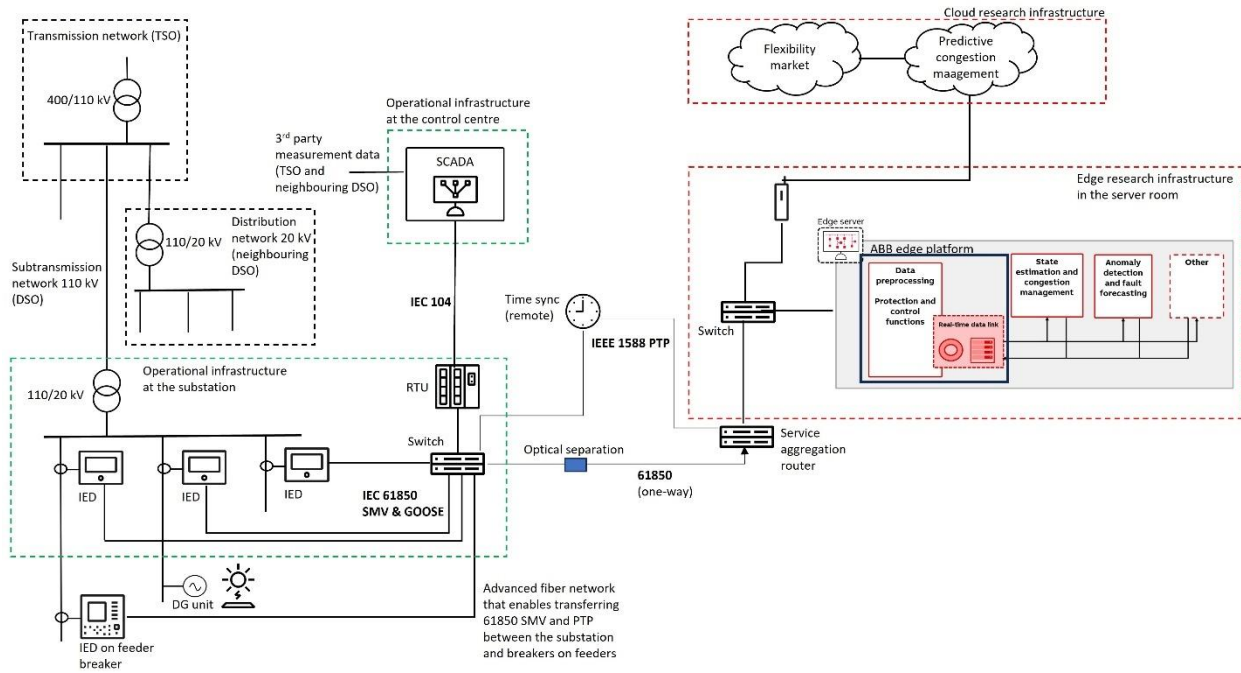 Transmission network (TSO)
400/110 kV
110/20 kV
Distribution
network 20 kV
(neighbouring
DSO)
Subtransmission
network 110 kV
(DSO)
Operational infrastructure
at the control centre
3rd party
measurement data
(TSO and
neighbouring DSO)
SCADA
IEC 104
Time sync
(remote)
IEEE 1588 PTP
Operational infrastructure
at the substation
110/20 kV
RTU
Switch
IED
IED
IED
IEC 61850
SMV & GOOSE
Optical separation
61850
(one-way)
Service
aggregation
router
DG unit
IED on feeder
breaker
Advanced fiber network
that enables transferring
61850 SMV and PTP
between the substation
and breakers on feeders
Cloud research infrastructure
Flexibility
market
Predictive
congestion
maagement
Edge research infrastructure
in the server room
Edge server
ABB edge platform
Switch
Data
preprocessing
Protection and
control
functions
Real-time data link
State
estimation and
congestion
management
Anomaly
detection
and fault
forecasting
Other